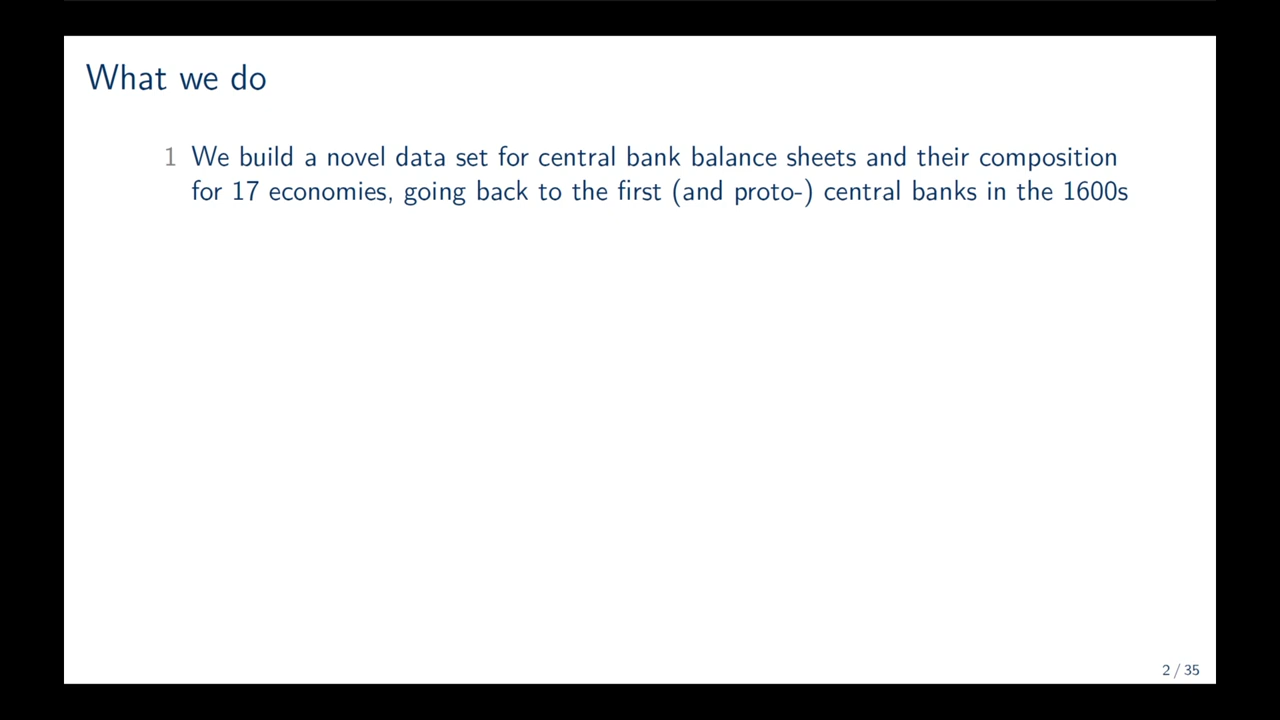 What we do
1 We build a novel data set for central bank balance sheets and their composition
for 17 economies, going back to the first (and proto-) central banks in the 1600s
2 / 35